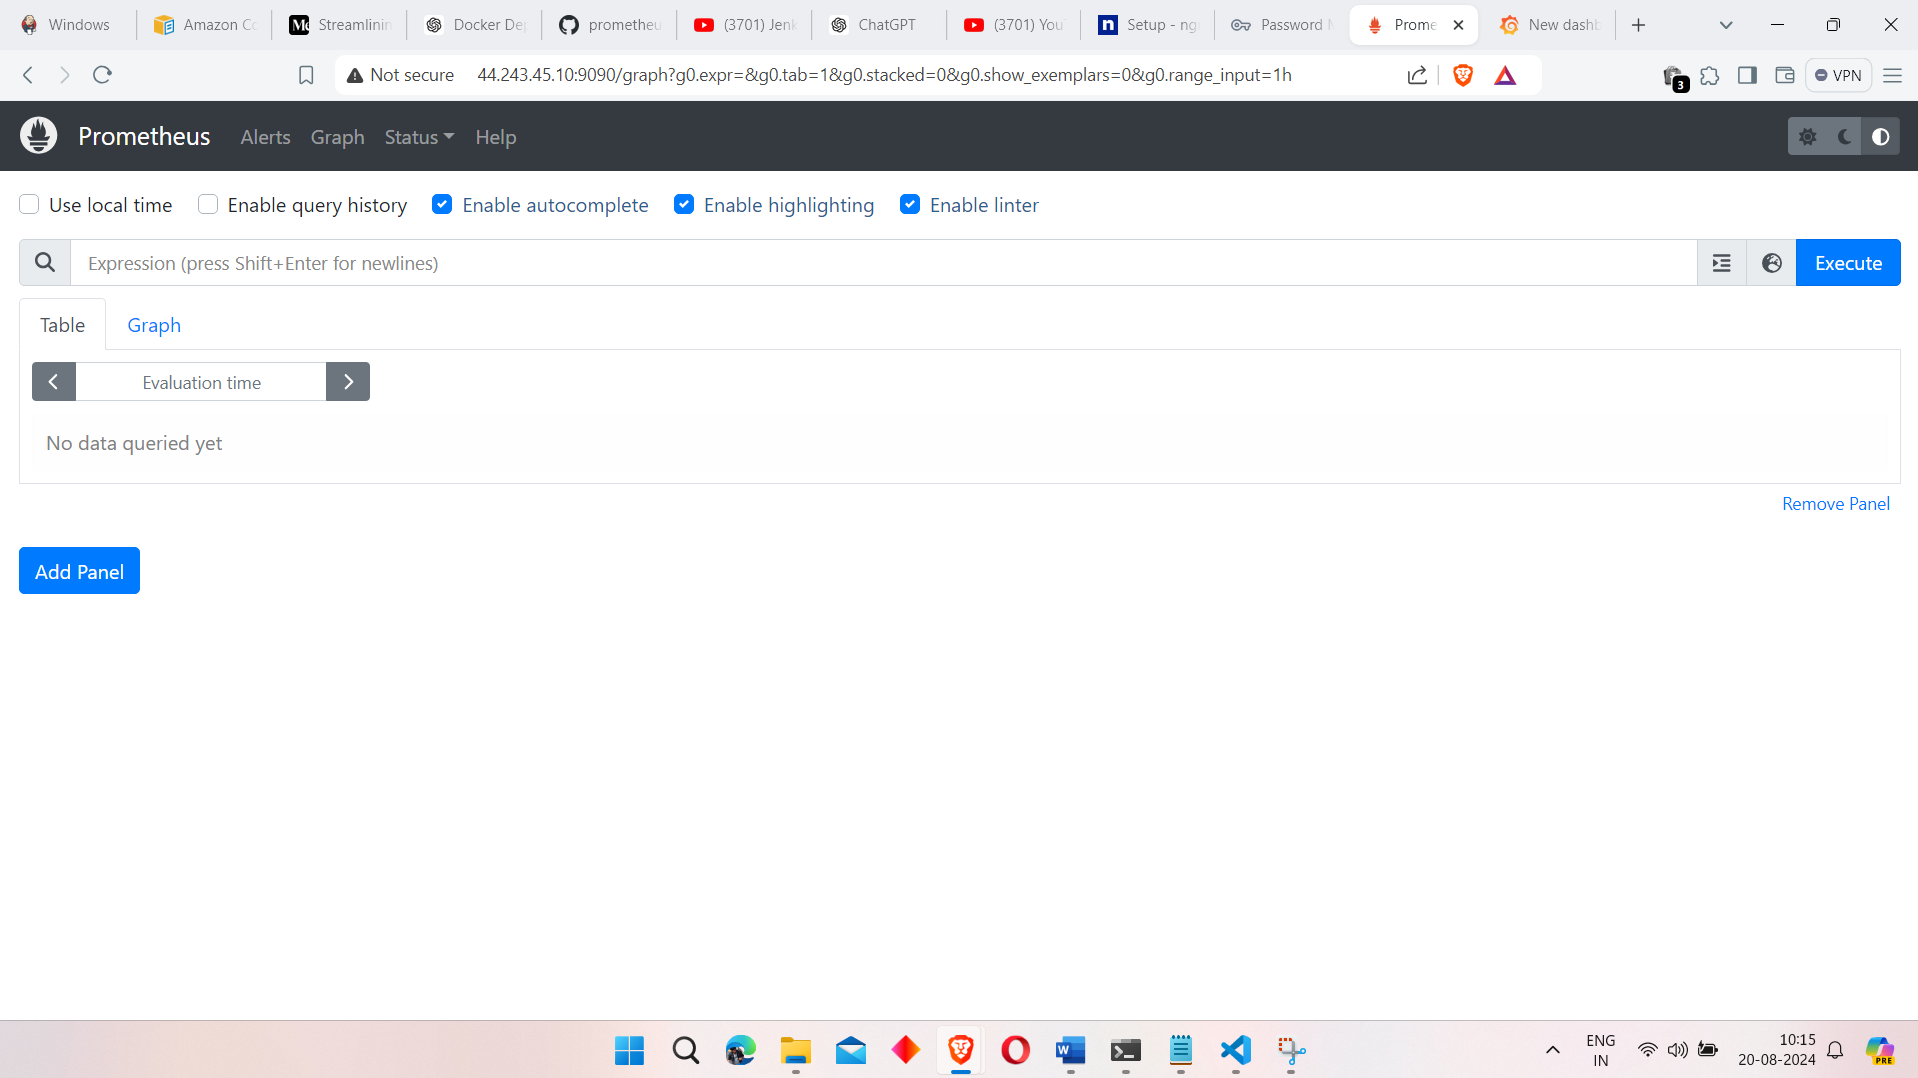 Windows
Amazon Co
Streamlinin
Docker Dep
prometheu
(3701) Jenk
ChatGPT
(3701) You
Setup - ng
Password M
Prome
New dashb
Not secure
44.243.45.10:9090/graph?g0.expr=&g0.tab=1&g0.stacked=0&g0.show_exemplars=0&g0.range_input=1h
3
VPN
Prometheus Alerts Graph Status Help
Use local time Enable query history Enable autocomplete Enable highlighting Enable linter
Expression (press Shift+Enter for newlines)
Execute
Table Graph
Evaluation time
No data queried yet
Remove Panel
Add Panel
ENG
IN
10:15
20-08-2024
PRE